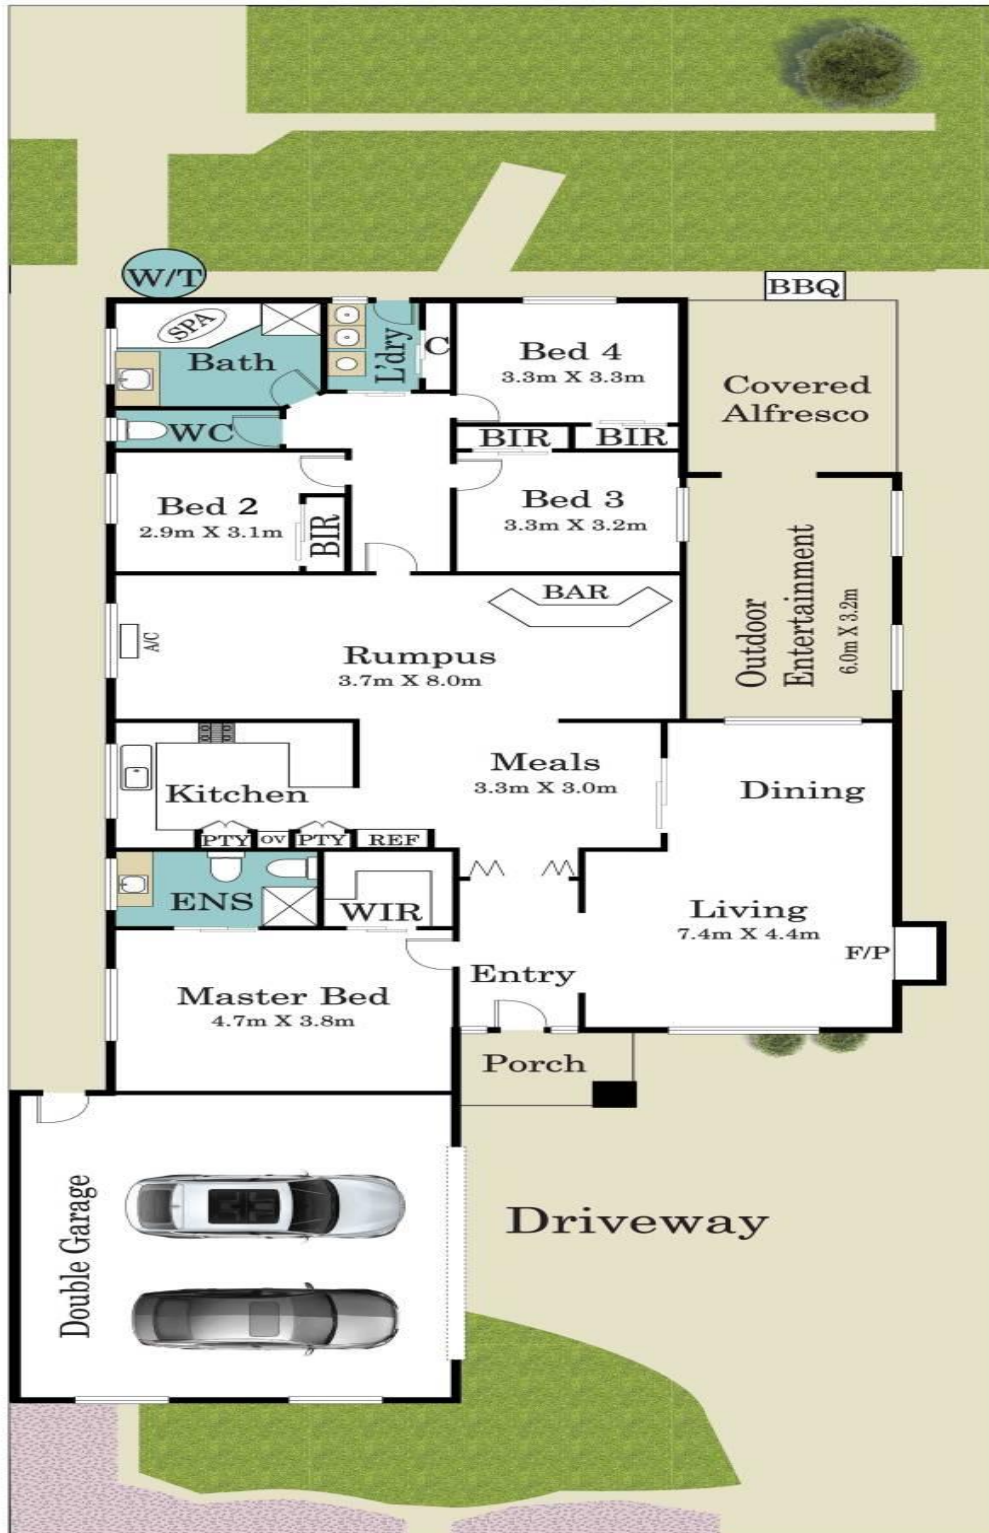 W/T
BBQ
SPA
Bath
L'dry
C
Bed 4
3.3m X 3.3m
Covered
Alfresco
WC
BIR
BIR
Bed 2
2.9m X 3.1m
BIR
Bed 3
3.3m X 3.2m
Outdoor
Entertainment
6.0m X 3.2m
BAR
A/C
Rumpus
3.7m X 8.0m
Meals
3.3m X 3.0m
Kitchen
Dining
PTY
OV
PTY
REF
ENS
WIR
Living
7.4m X 4.4m
F/P
Entry
Master Bed
4.7m X 3.8m
Porch
Double Garage
Driveway